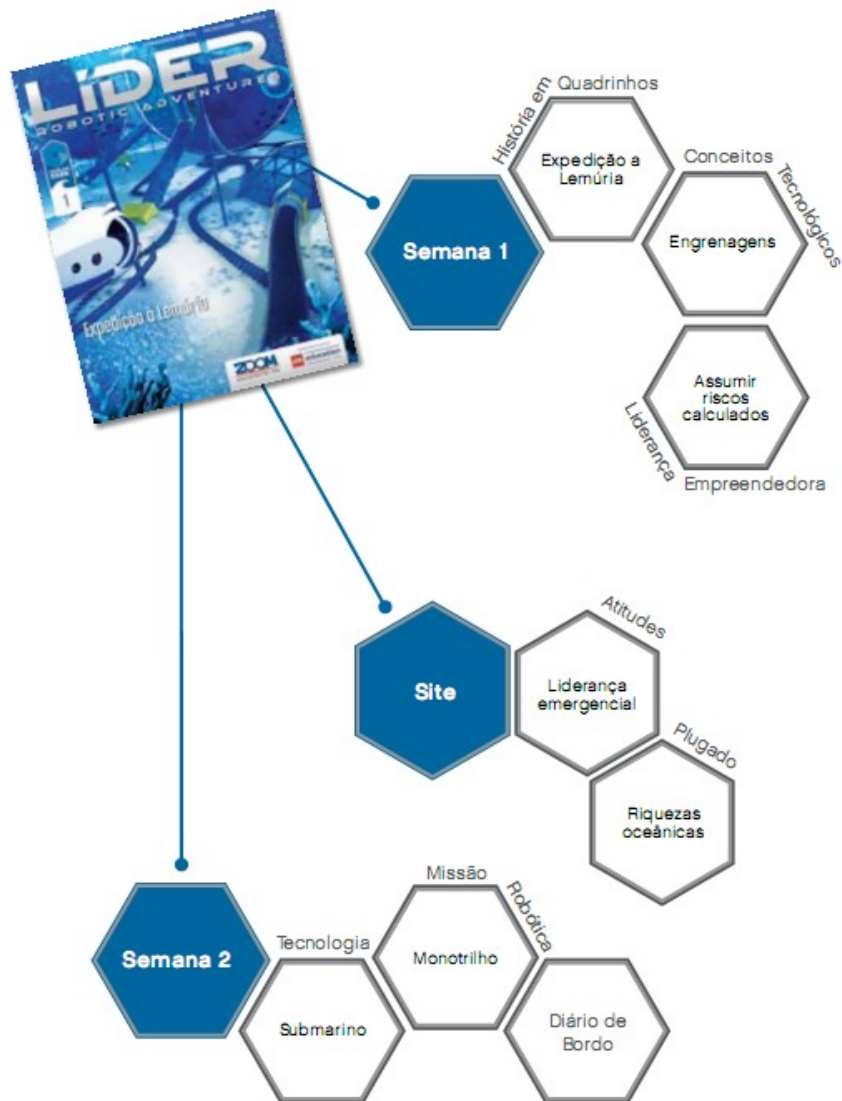 LÍDER
ROBOTIC ADVENTURE
1
Expedição a Lemúria
ZOOM
education
Semana 1
História em Quadrinhos
Expedição a
Lemúria
Conceitos Tecnológicos
Engrenagens
Assumir
riscos
calculados
Liderança Empreendedora
Site
Atitudes
Liderança
emergencial
Plugado
Riquezas
oceânicas
Semana 2
Tecnologia
Submarino
Missão Robótica
Monotrilho
Diário de
Bordo